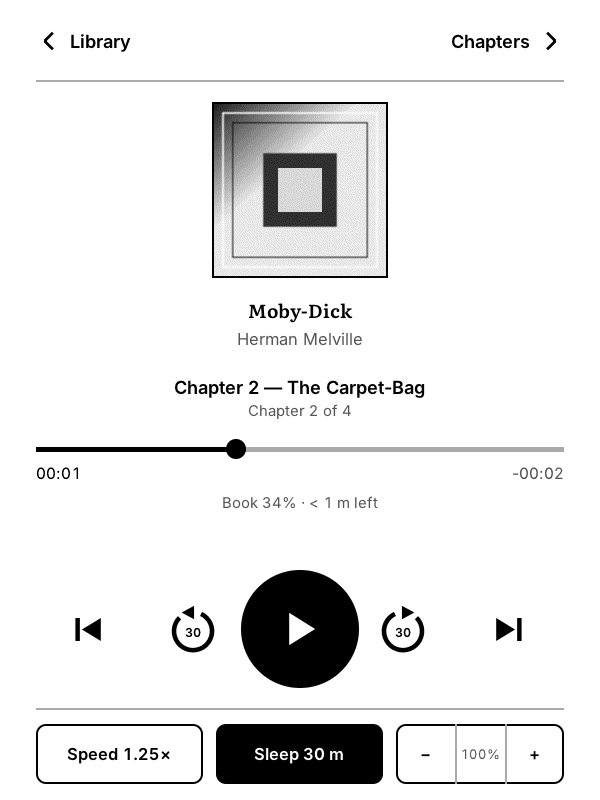 Library
Chapters
Moby-Dick
Herman Melville
Chapter 2 — The Carpet-Bag
Chapter 2 of 4
00:01
-00:02
Book 34% · < 1 m left
30
30
Speed 1.25×
Sleep 30 m
−
100%
+